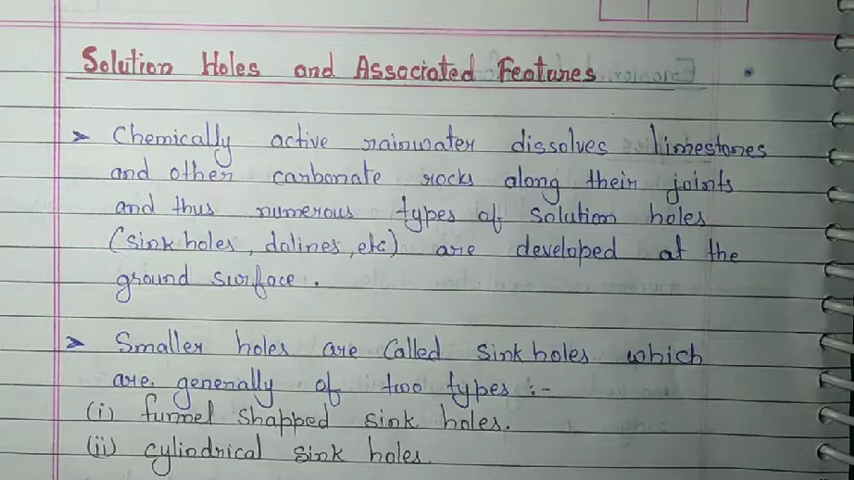 Solution Holes and Associated Features
➤ Chemically active rainwater dissolves limestones
and other carbonate rocks along their joints
and thus numerous types of solution holes
(sink holes, dolines, etc) are developed at the
ground surface.
➤ Smaller holes are called sink holes which
are generally of two types :-
(i) funnel shapped sink holes.
(ii) cylindrical sink holes.